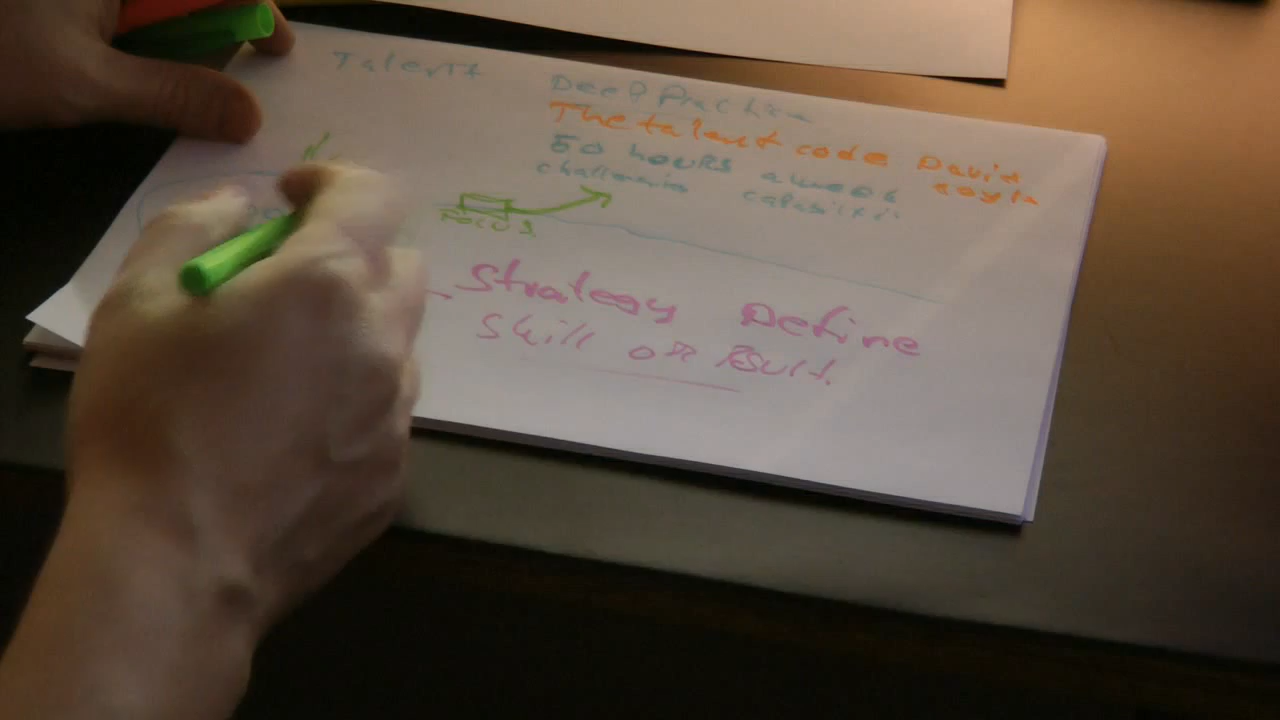 Talent
Deep Practice
The talent code David Coyle
50 hours a week
challenging capability
Focus
Strategy Define
Skill or Result